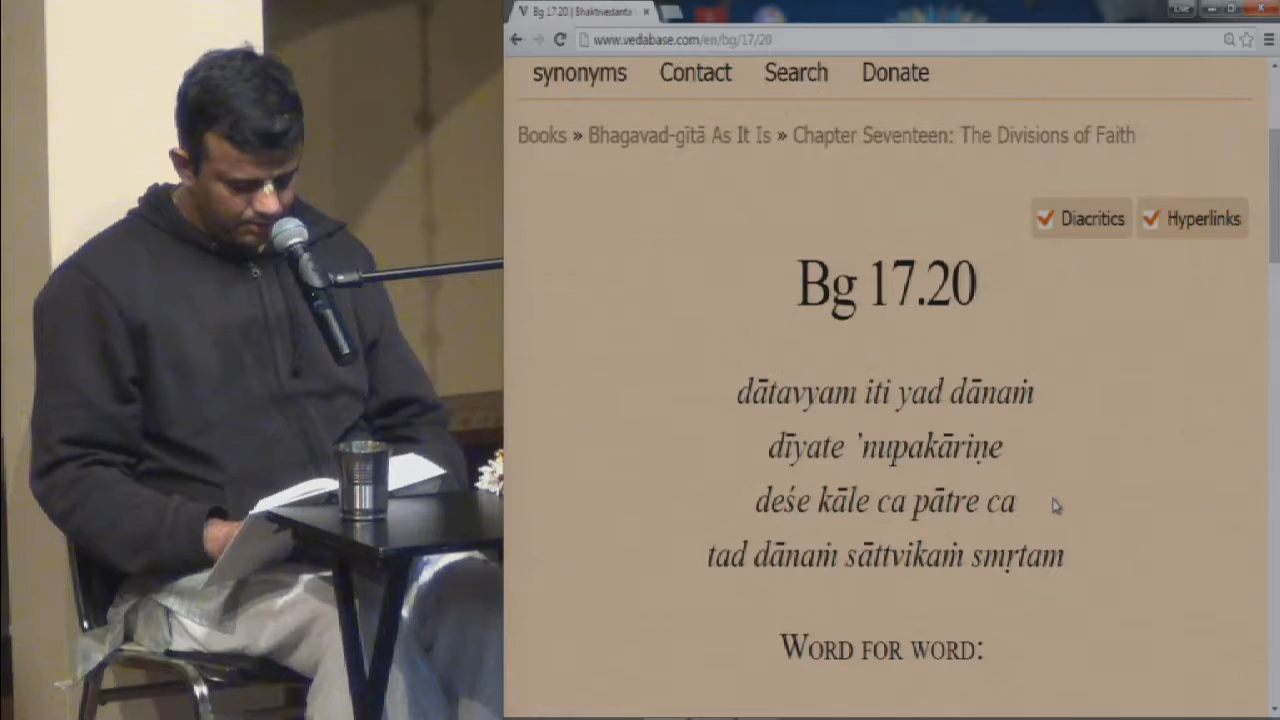 Bg 17.20 | Bhaktivedanta
www.vedabase.com/en/bg/17/20
synonyms Contact Search Donate
Books » Bhagavad-gītā As It Is » Chapter Seventeen: The Divisions of Faith
Diacritics Hyperlinks
Bg 17.20
dātavyam iti yad dānaṁ
dīyate ’nupakāriṇe
deśe kāle ca pātre ca
tad dānaṁ sāttvikaṁ smṛtam
WORD FOR WORD: